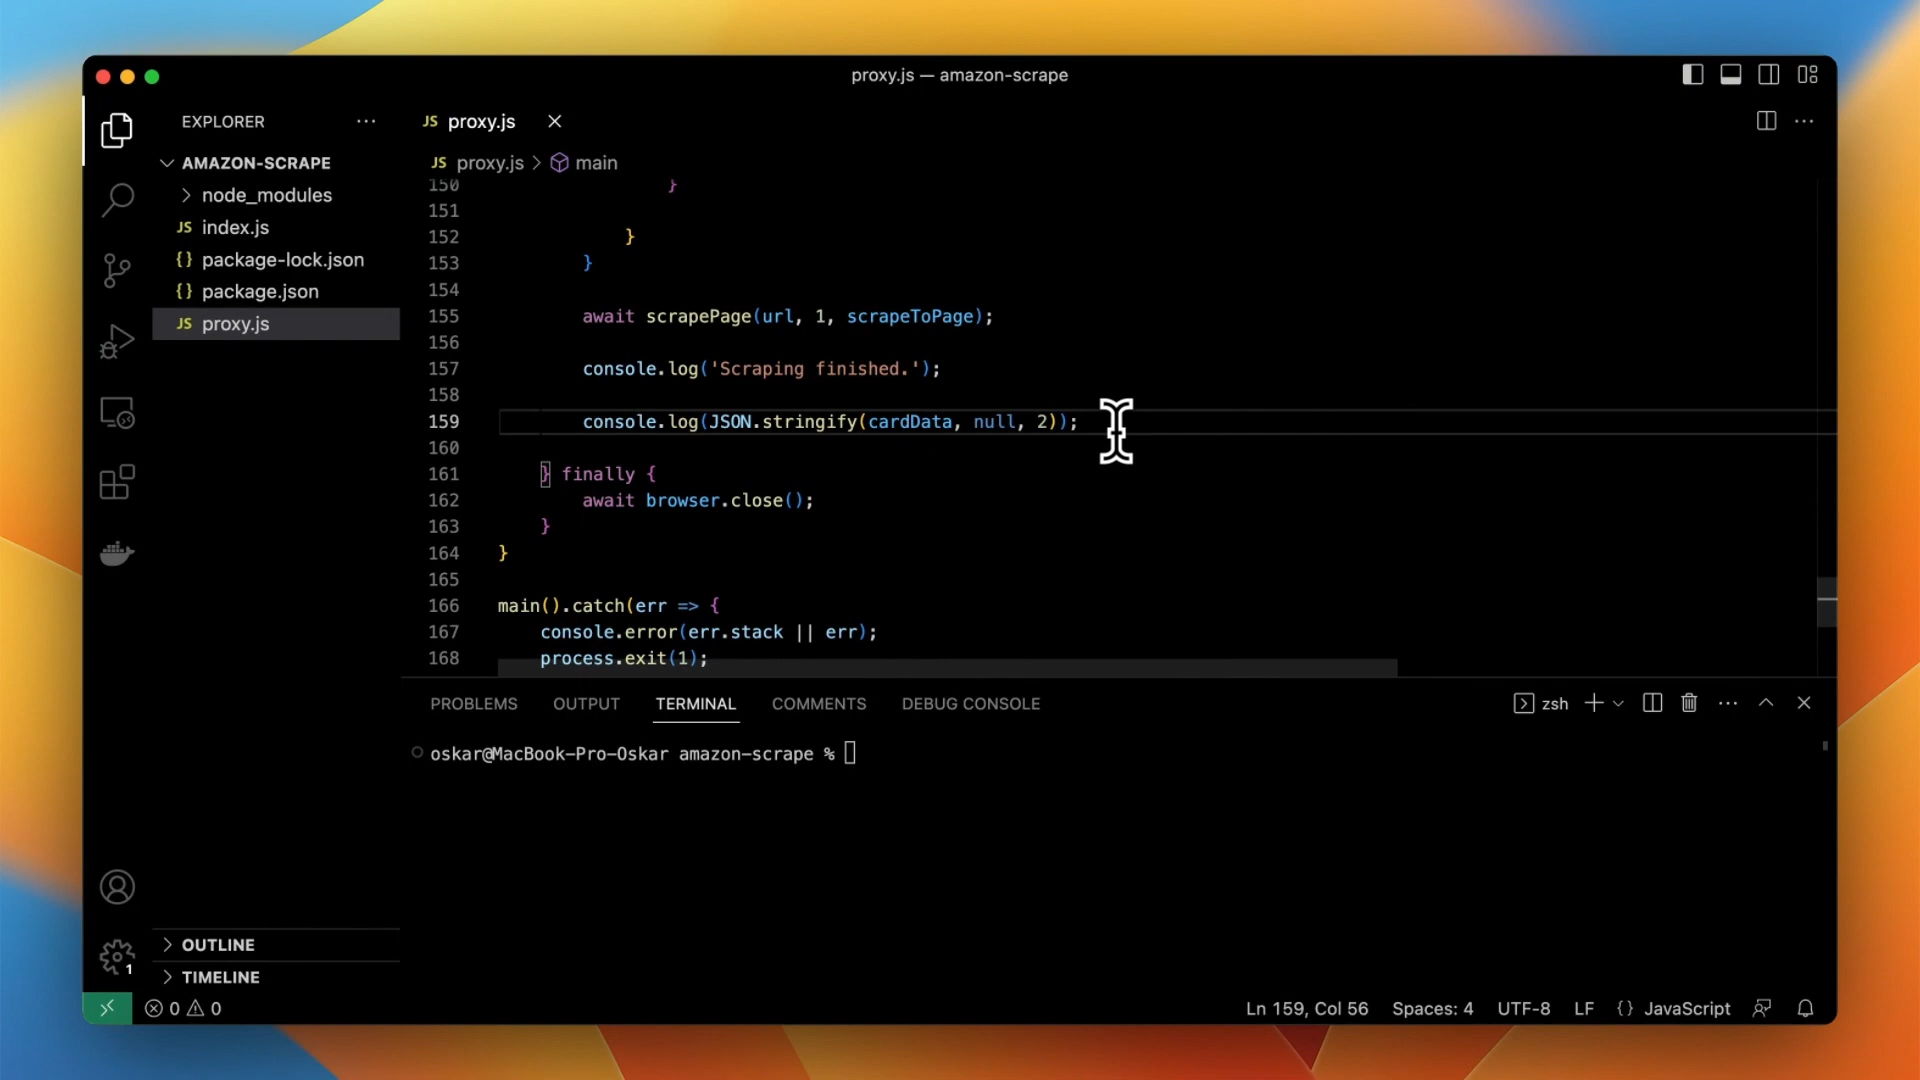 proxy.js — amazon-scrape
EXPLORER
JS proxy.js
AMAZON-SCRAPE
JS proxy.js > main
node_modules
JS index.js
{} package-lock.json
{} package.json
JS proxy.js
150 }
151
152 }
153 }
154
155 await scrapePage(url, 1, scrapeToPage);
156
157 console.log('Scraping finished.');
158
159 console.log(JSON.stringify(cardData, null, 2));
160
161 } finally {
162 await browser.close();
163 }
164 }
165
166 main().catch(err => {
167 console.error(err.stack || err);
168 process.exit(1);
PROBLEMS OUTPUT TERMINAL COMMENTS DEBUG CONSOLE
zsh
oskar@MacBook-Pro-Oskar amazon-scrape %
OUTLINE
1
TIMELINE
0 0
Ln 159, Col 56 Spaces: 4 UTF-8 LF {} JavaScript